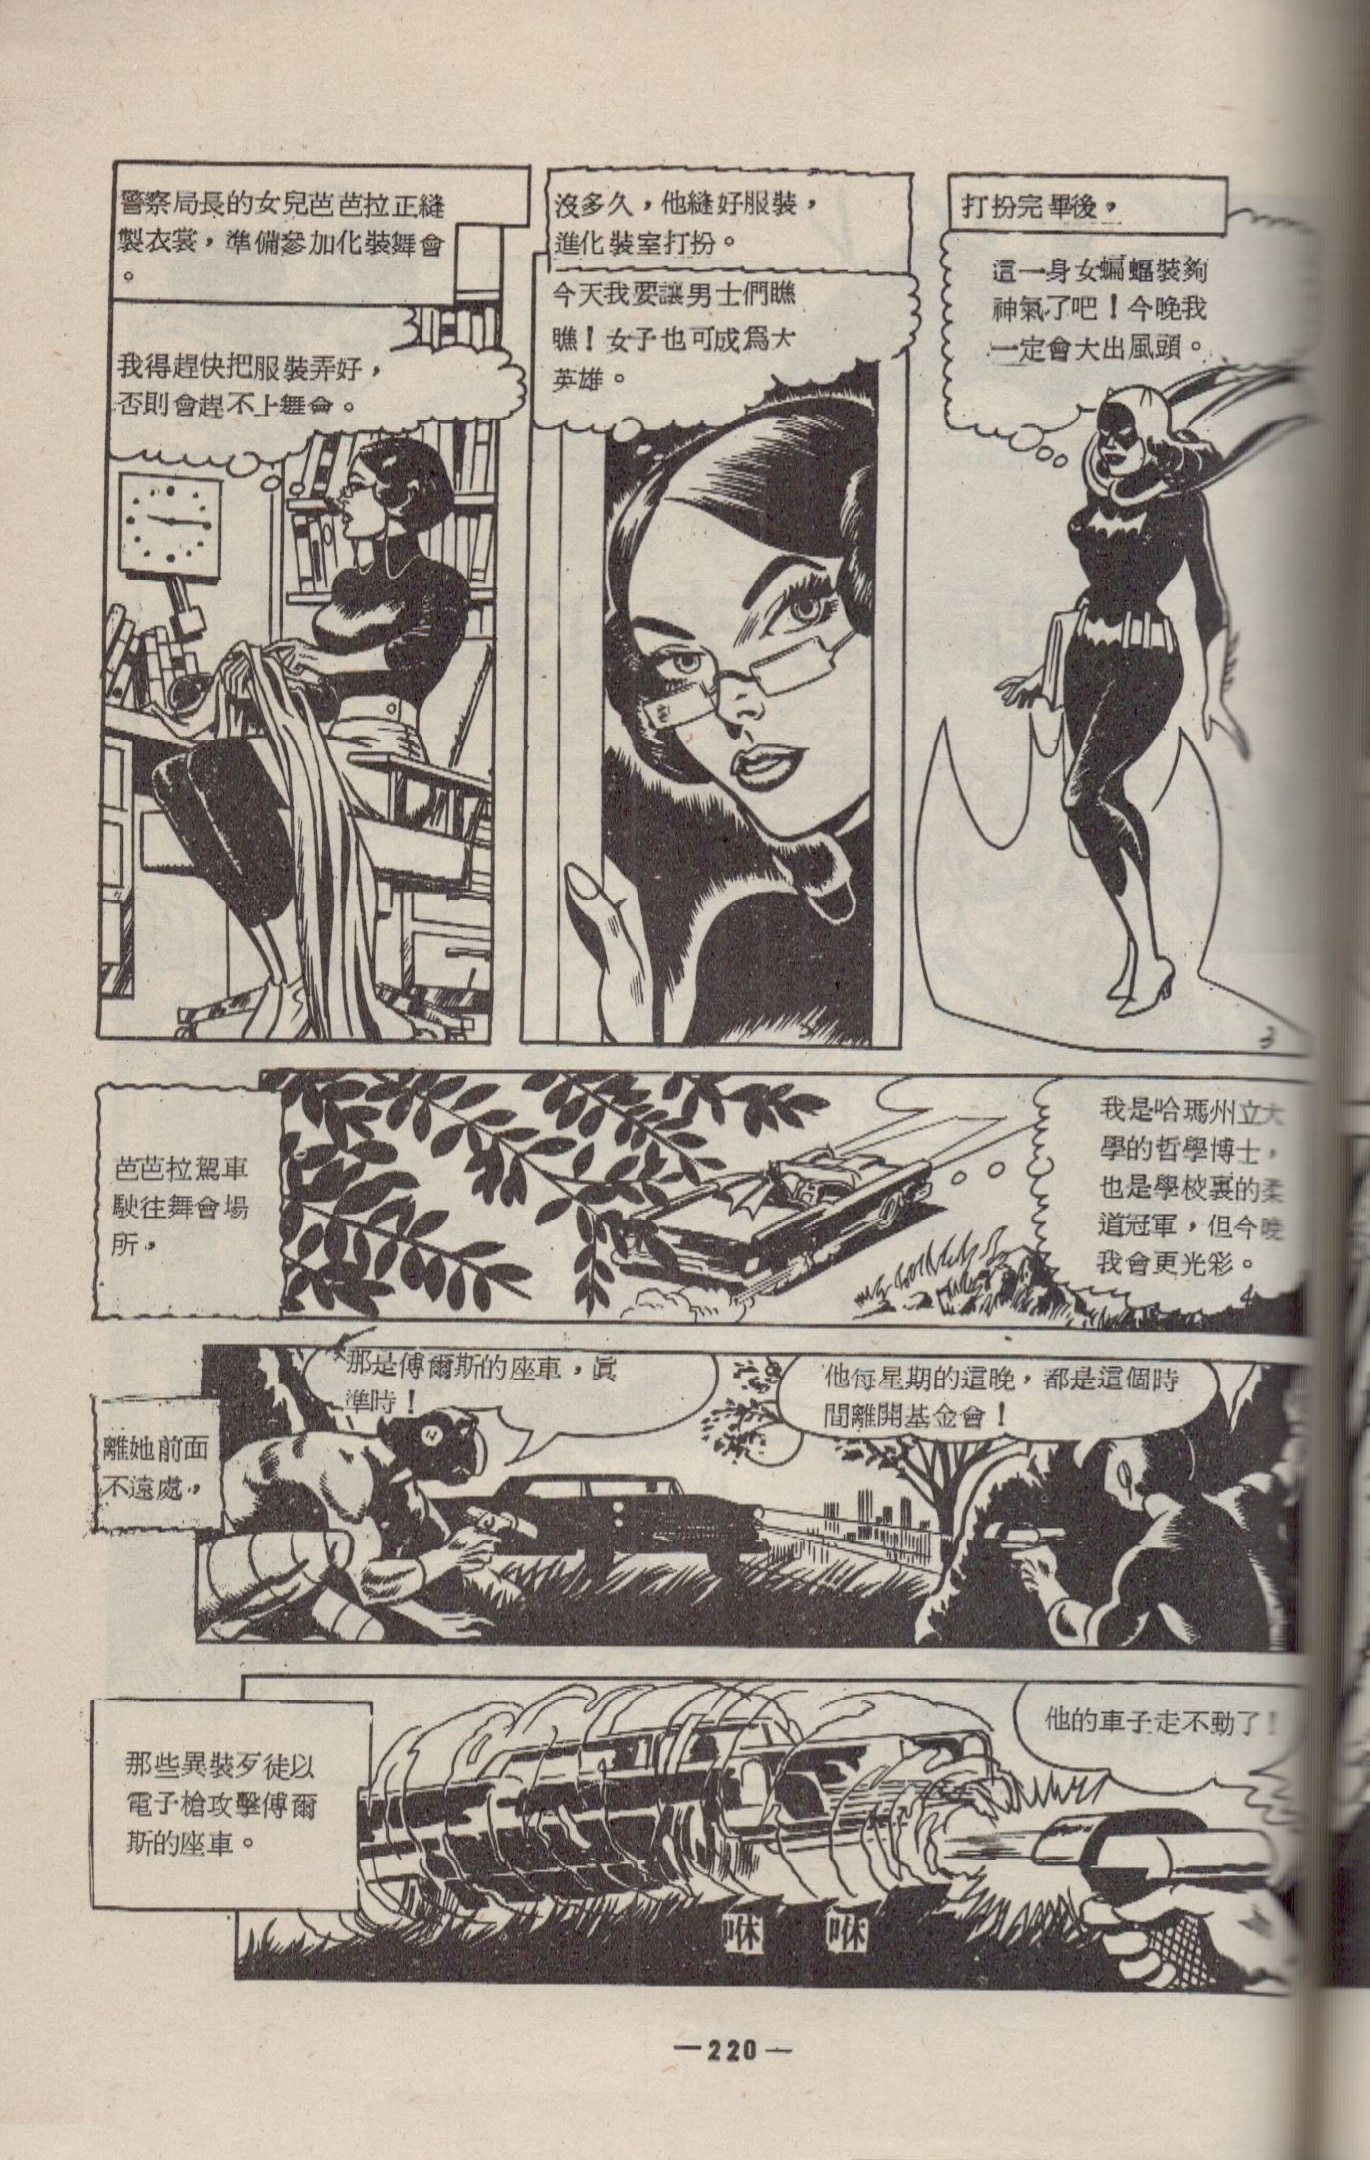 警察局長的女兒芭芭拉正縫
製衣裳，準備參加化裝舞會
。
我得趕快把服裝弄好，
否則會趕不上舞會。
沒多久，他縫好服裝，
進化裝室打扮。
今天我要讓男士們瞧
瞧！女子也可成爲大
英雄。
打扮完畢後，
這一身女蝙蝠裝夠
神氣了吧！今晚我
一定會大出風頭。
3
芭芭拉駕車
駛往舞會場
所，
我是哈瑪州立大
學的哲學博士，
也是學校裏的柔
道冠軍，但今晚
我會更光彩。
4
離她前面
不遠處，
那是傅爾斯的座車，眞
準時！
他每星期的這晚，都是這個時
間離開基金會！
那些異裝歹徒以
電子槍攻擊傅爾
斯的座車。
他的車子走不動了！
咻 咻
—220—